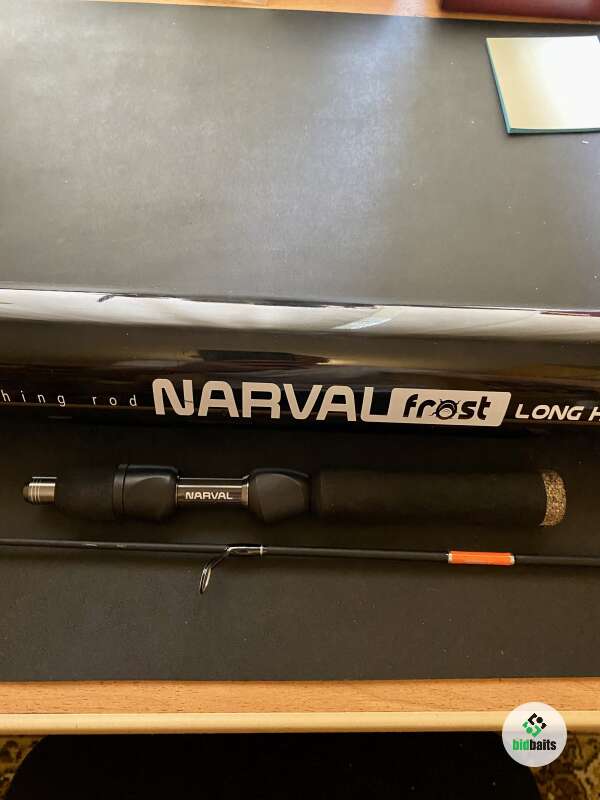 hing rod NARVAL frost LONG H
NARVAL
bidbaits